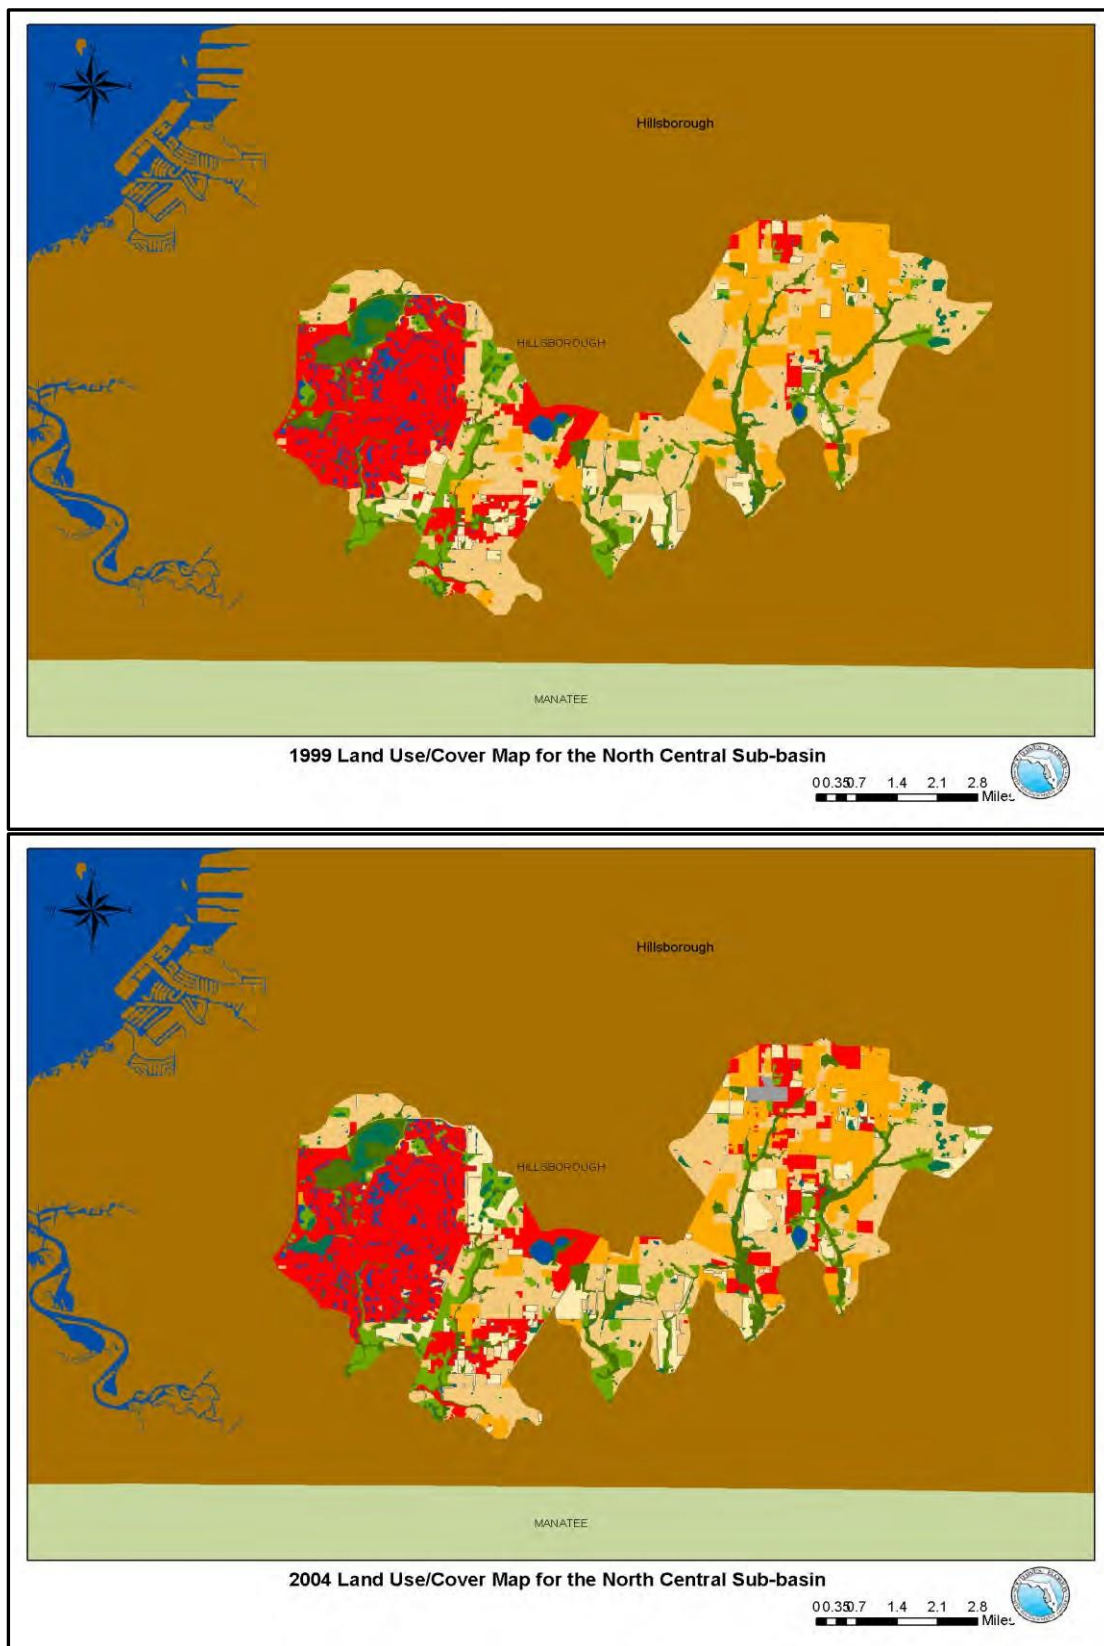 Hillsborough
HILLSBOROUGH
MANATEE
1999 Land Use/Cover Map for the North Central Sub-basin
0 0.35 0.7 1.4 2.1 2.8
Miles
Hillsborough
HILLSBOROUGH
MANATEE
2004 Land Use/Cover Map for the North Central Sub-basin
0 0.35 0.7 1.4 2.1 2.8
Miles